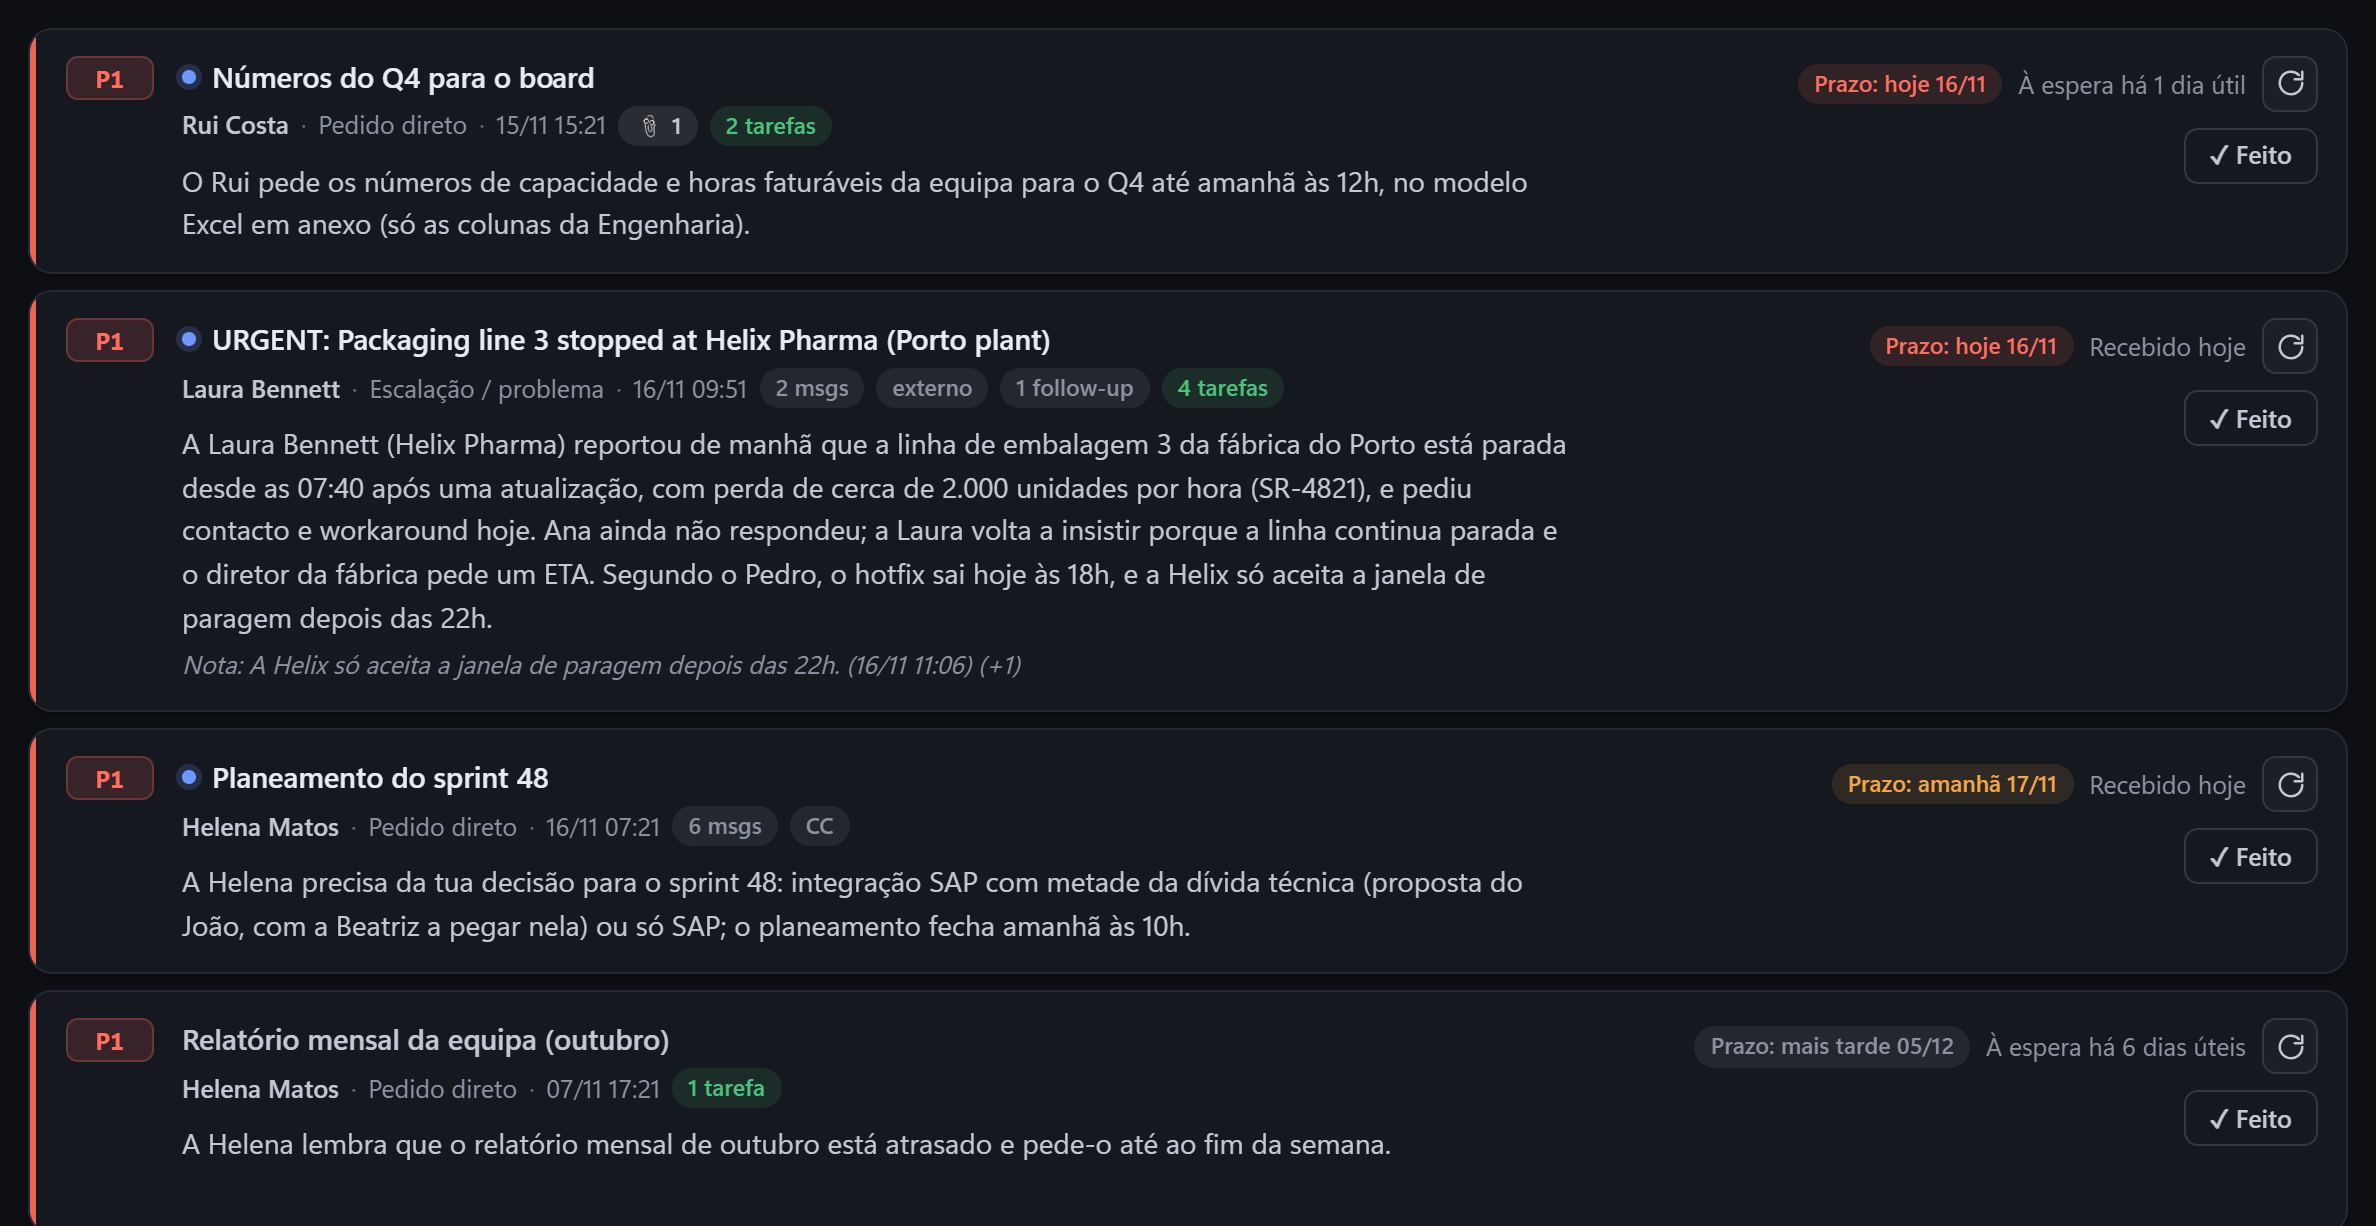 P1 Números do Q4 para o board Prazo: hoje 16/11 À espera há 1 dia útil
Rui Costa · Pedido direto · 15/11 15:21 1 2 tarefas
✓ Feito
O Rui pede os números de capacidade e horas faturáveis da equipa para o Q4 até amanhã às 12h, no modelo
Excel em anexo (só as colunas da Engenharia).
P1 URGENT: Packaging line 3 stopped at Helix Pharma (Porto plant) Prazo: hoje 16/11 Recebido hoje
Laura Bennett · Escalação / problema · 16/11 09:51 2 msgs externo 1 follow-up 4 tarefas
✓ Feito
A Laura Bennett (Helix Pharma) reportou de manhã que a linha de embalagem 3 da fábrica do Porto está parada
desde as 07:40 após uma atualização, com perda de cerca de 2.000 unidades por hora (SR-4821), e pediu
contacto e workaround hoje. Ana ainda não respondeu; a Laura volta a insistir porque a linha continua parada e
o diretor da fábrica pede um ETA. Segundo o Pedro, o hotfix sai hoje às 18h, e a Helix só aceita a janela de
paragem depois das 22h.
Nota: A Helix só aceita a janela de paragem depois das 22h. (16/11 11:06) (+1)
P1 Planeamento do sprint 48 Prazo: amanhã 17/11 Recebido hoje
Helena Matos · Pedido direto · 16/11 07:21 6 msgs CC
✓ Feito
A Helena precisa da tua decisão para o sprint 48: integração SAP com metade da dívida técnica (proposta do
João, com a Beatriz a pegar nela) ou só SAP; o planeamento fecha amanhã às 10h.
P1 Relatório mensal da equipa (outubro) Prazo: mais tarde 05/12 À espera há 6 dias úteis
Helena Matos · Pedido direto · 07/11 17:21 1 tarefa
✓ Feito
A Helena lembra que o relatório mensal de outubro está atrasado e pede-o até ao fim da semana.